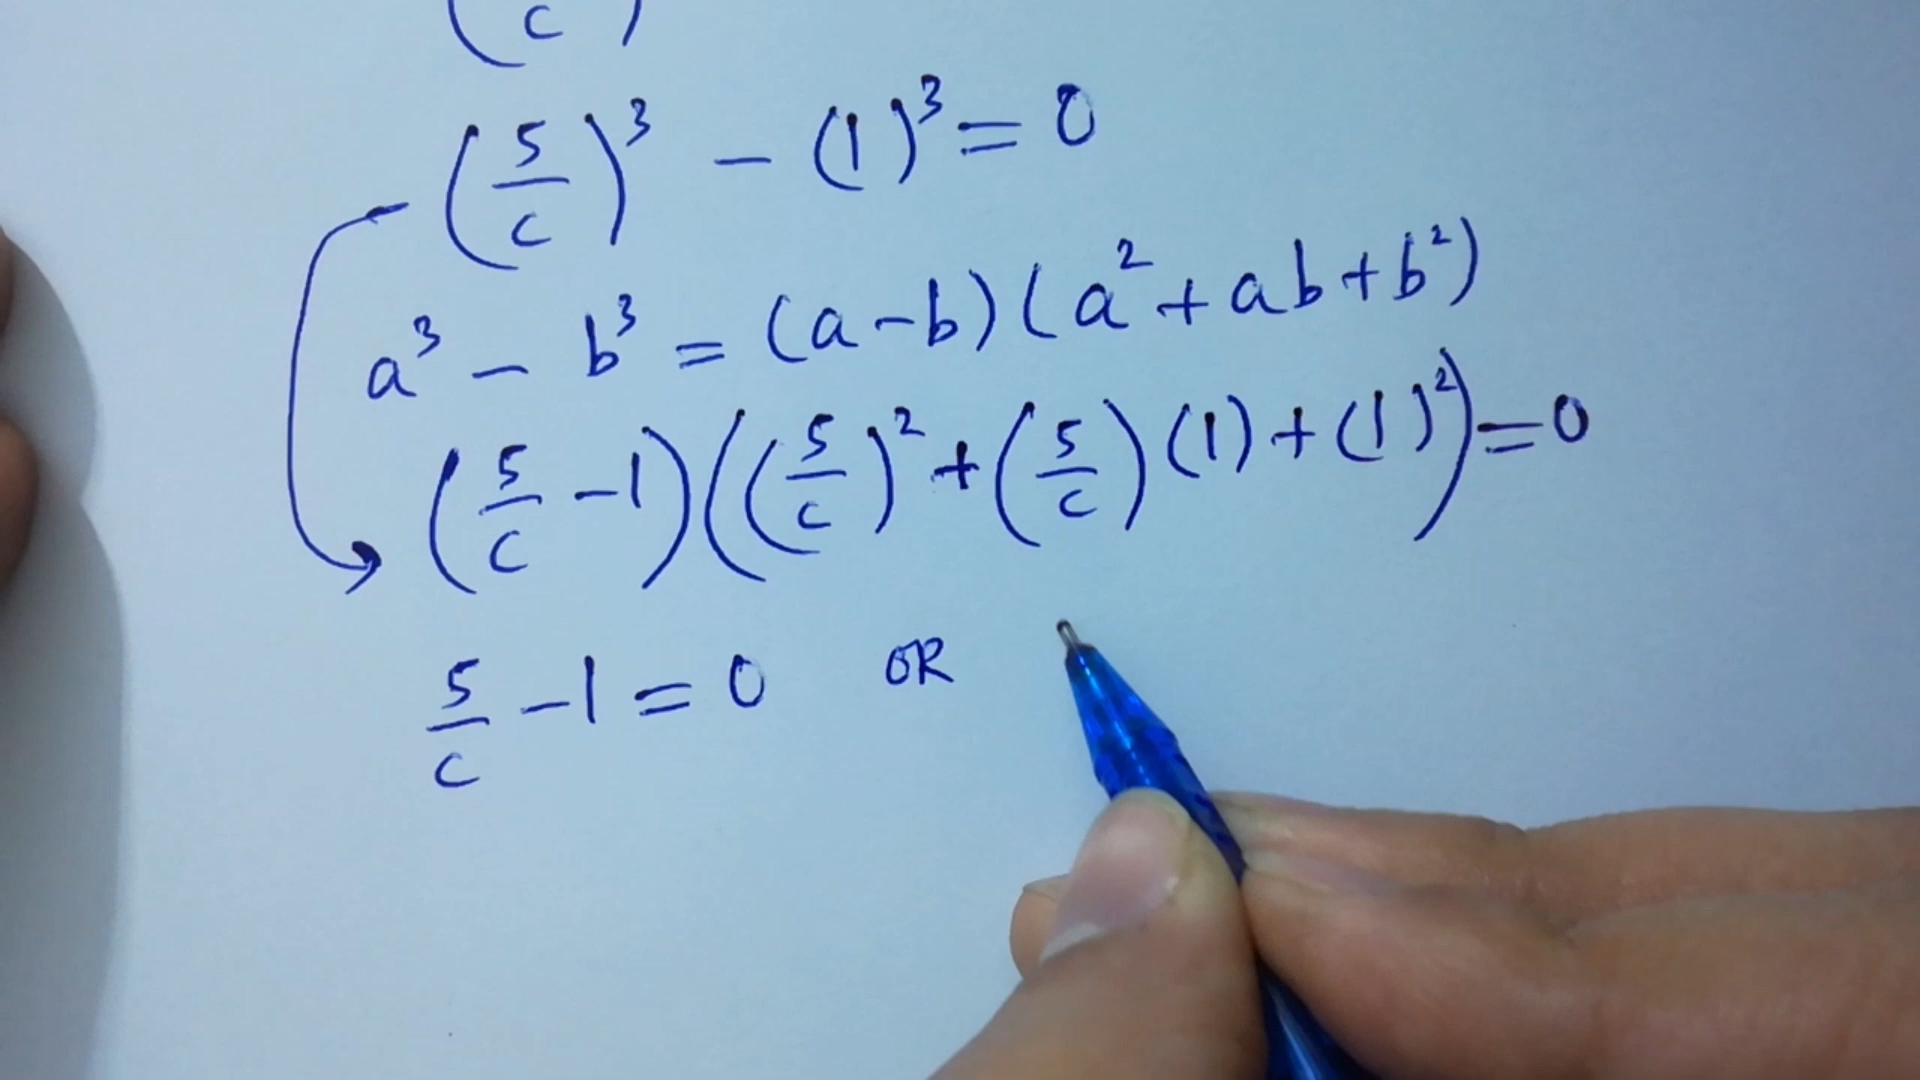 (c)
(5/c)³ - (1)³ = 0
a³ - b³ = (a-b)(a² + ab + b²)
(5/c - 1)((5/c)² + (5/c)(1) + (1)²) = 0
5/c - 1 = 0 OR